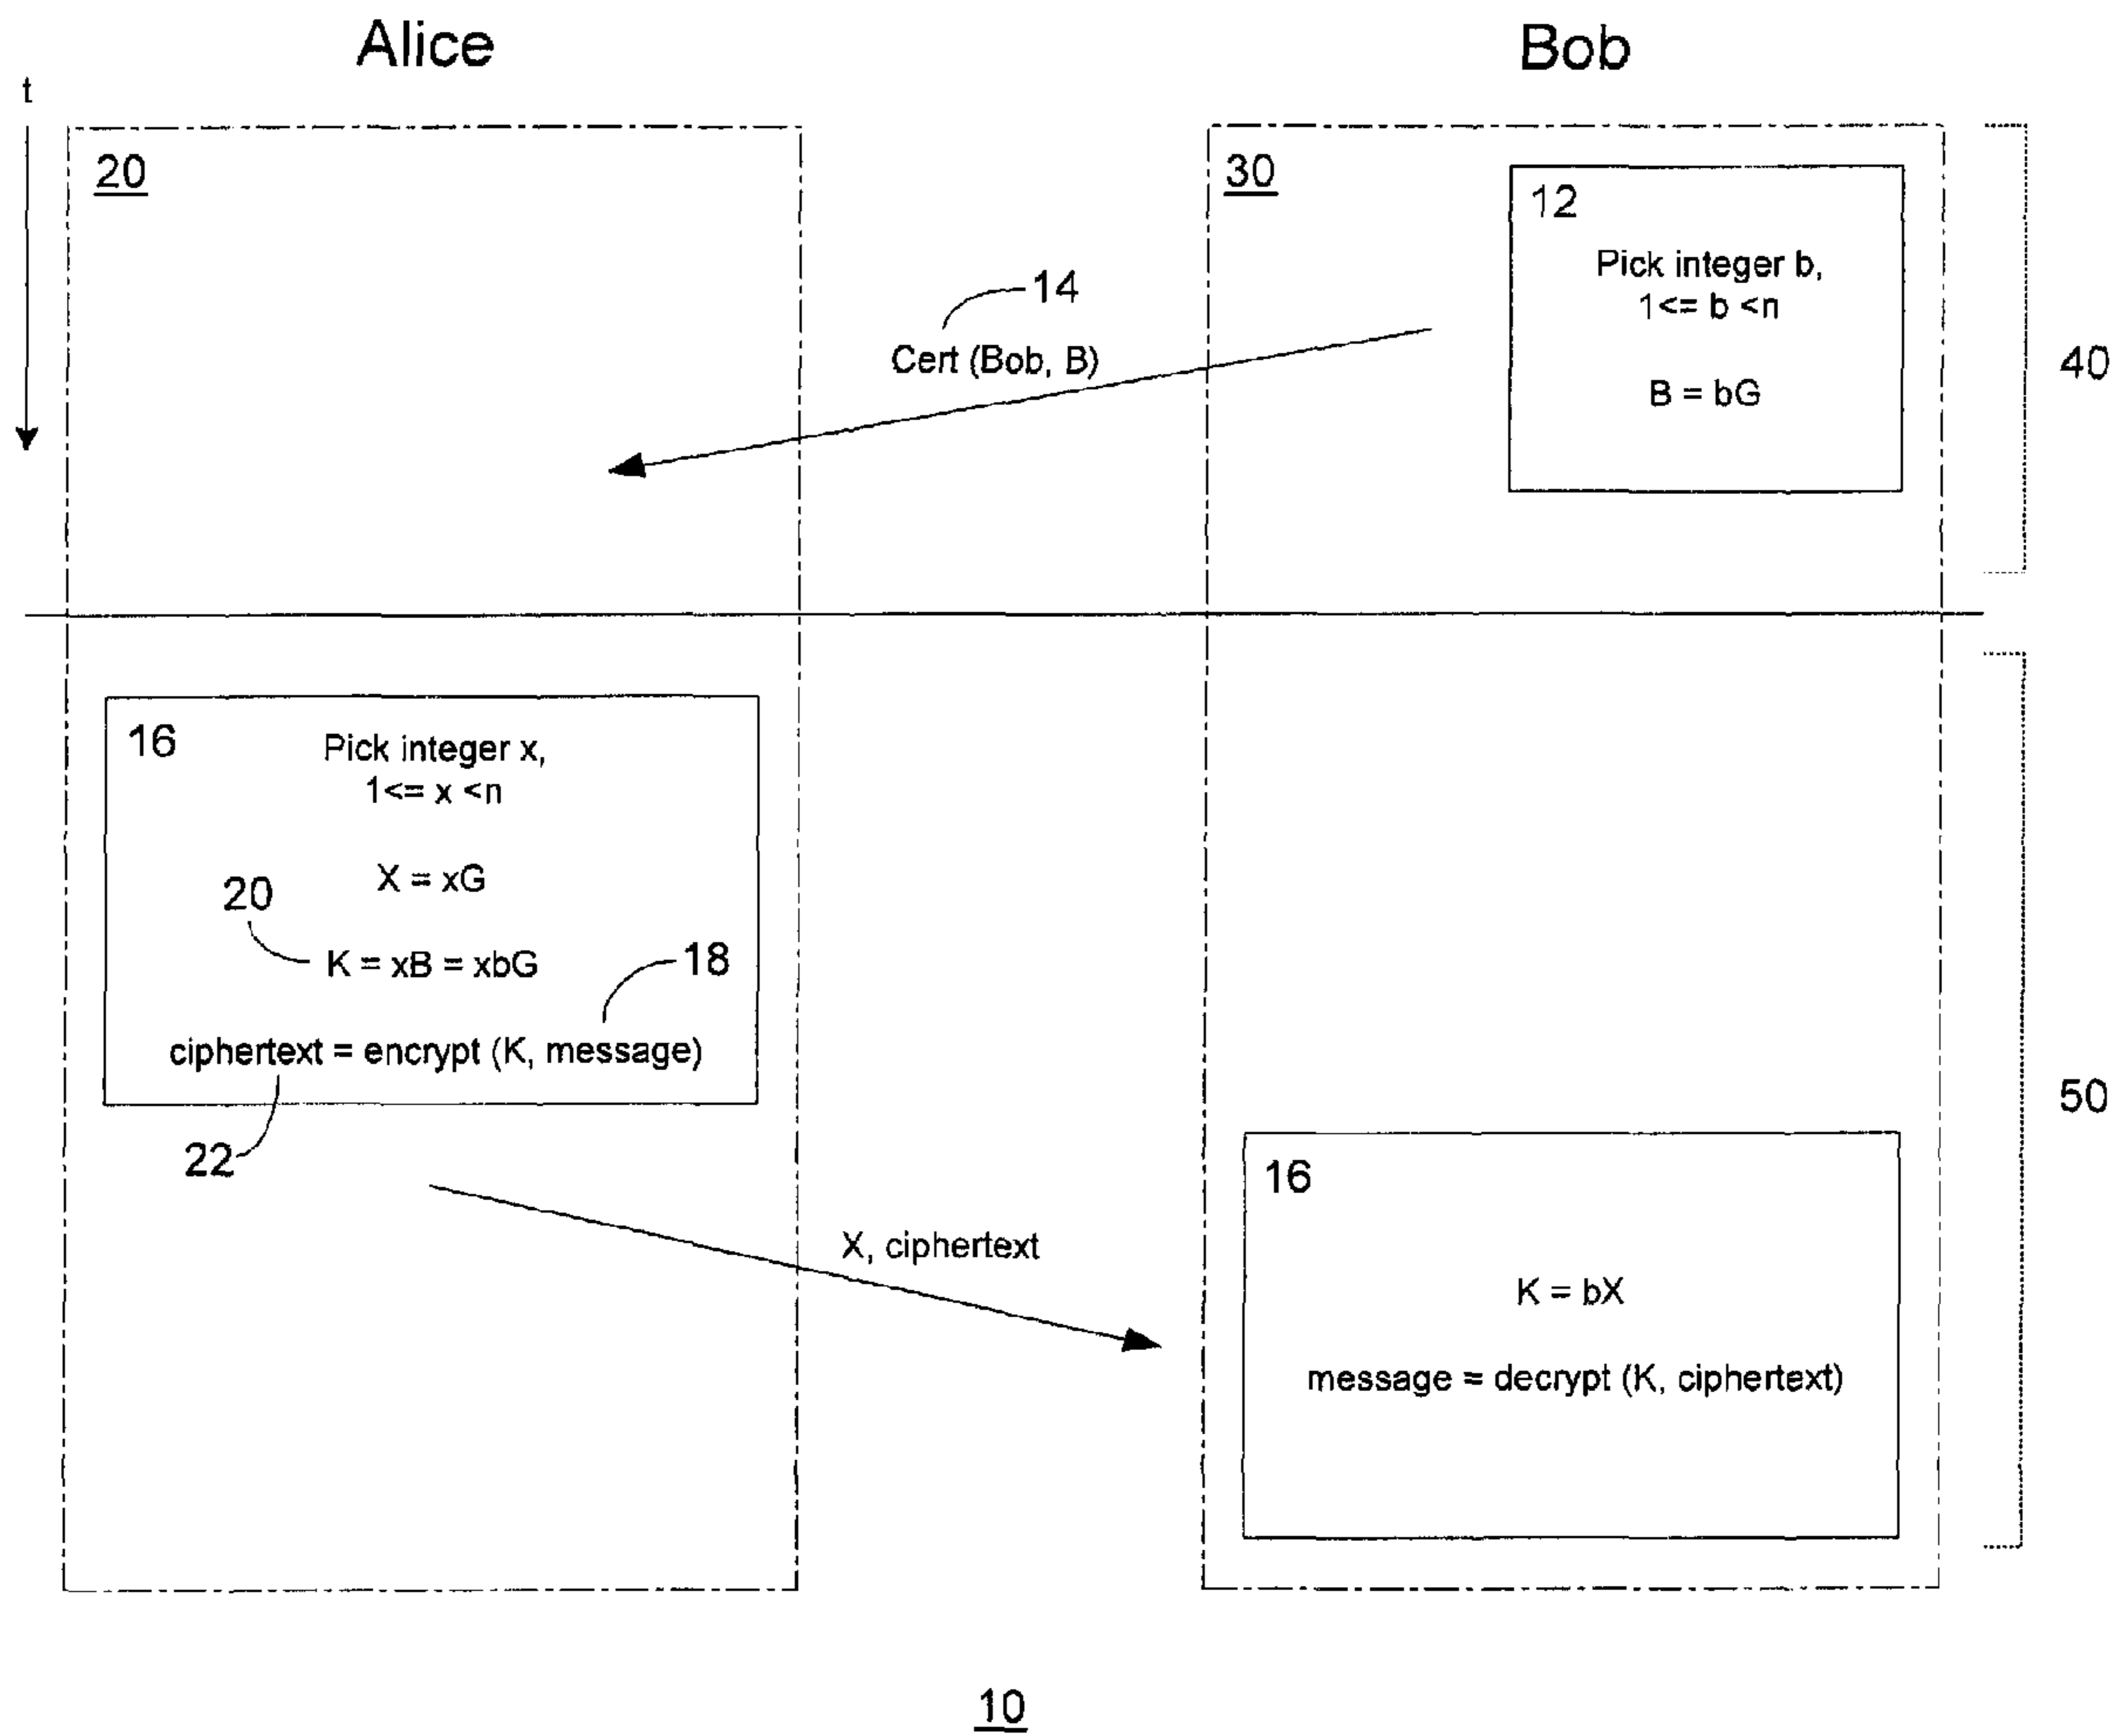 Alice
Bob
t
20
30
12
Pick integer b,
1<= b <n
B = bG
14
Cert (Bob, B)
40
16
Pick integer x,
1<= x <n
X = xG
20
K = xB = xbG
18
ciphertext = encrypt (K, message)
22
50
X, ciphertext
16
K = bX
message = decrypt (K, ciphertext)
10